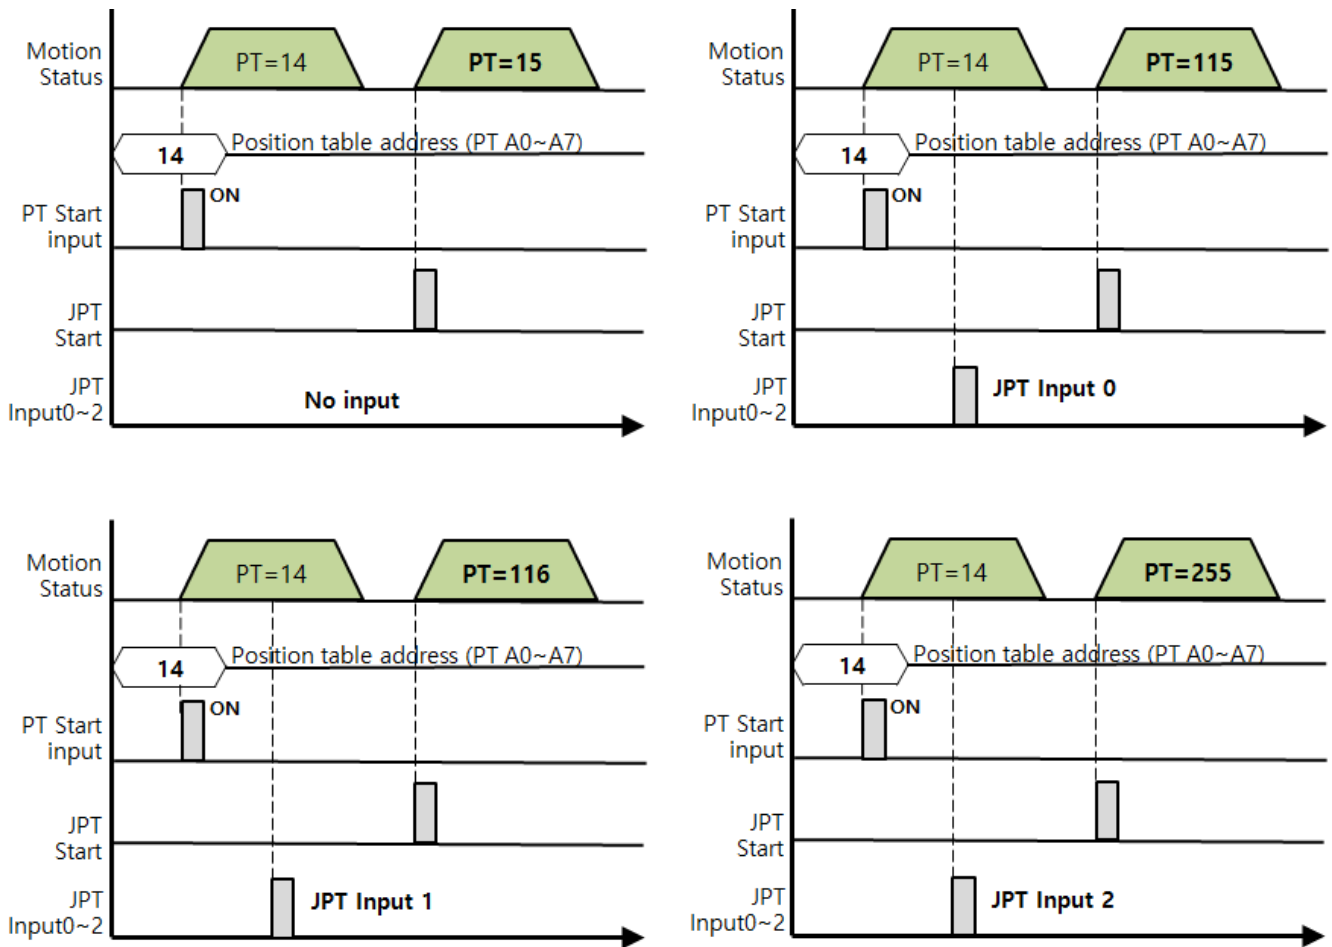 Motion
Status
PT=14
PT=15
14
Position table address (PT A0~A7)
ON
PT Start
input
JPT
Start
JPT
Input0~2
No input
Motion
Status
PT=14
PT=115
14
Position table address (PT A0~A7)
ON
PT Start
input
JPT
Start
JPT
Input0~2
JPT Input 0
Motion
Status
PT=14
PT=116
14
Position table address (PT A0~A7)
ON
PT Start
input
JPT
Start
JPT
Input0~2
JPT Input 1
Motion
Status
PT=14
PT=255
14
Position table address (PT A0~A7)
ON
PT Start
input
JPT
Start
JPT
Input0~2
JPT Input 2